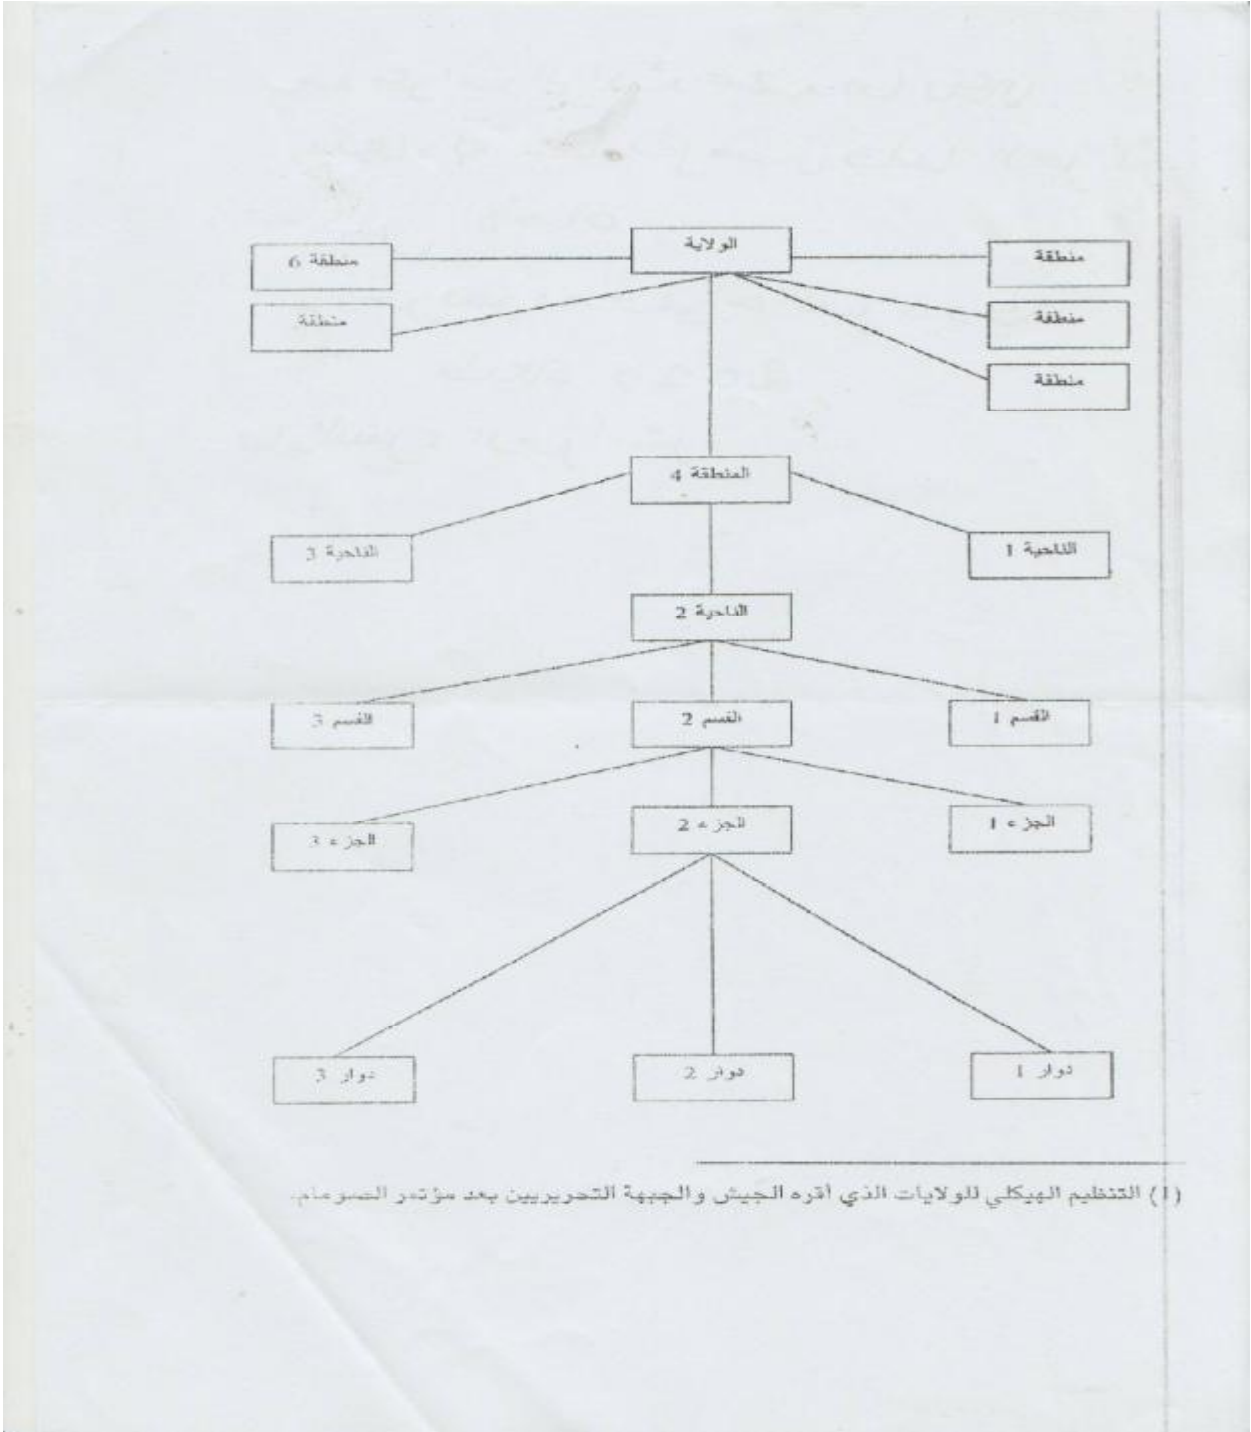 الولاية
منطقة
منطقة 6
منطقة
منطقة
منطقة
المنطقة 4
الناحية 1
الناحية 3
الناحية 2
القسم 1
القسم 2
القسم 3
الجزء 1
الجزء 2
الجزء 3
دوار 1
دوار 2
دوار 3
(1) التنظيم الهيكلي للولايات الذي أقره الجيش والجبهة التحريريين بعد مؤتمر الصومام.